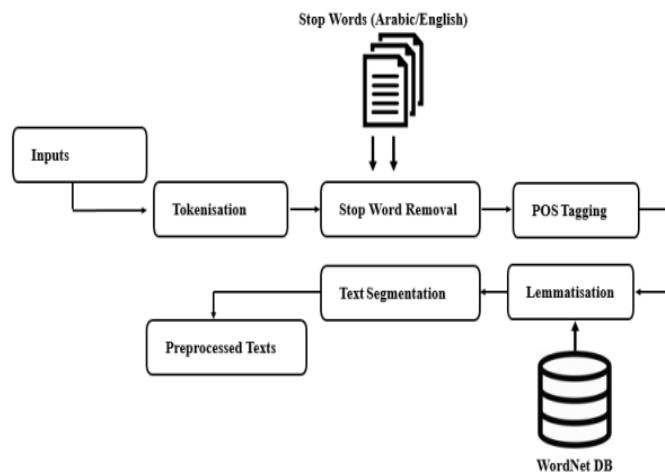 Stop Words (Arabic/English)
Inputs
Tokenisation
Stop Word Removal
POS Tagging
Text Segmentation
Lemmatisation
Preprocessed Texts
WordNet DB